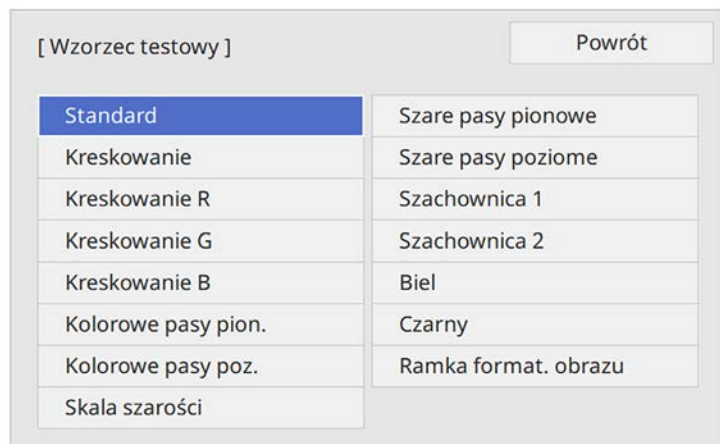 [ Wzorzec testowy ]
Powrót
Standard
Kreskowanie
Kreskowanie R
Kreskowanie G
Kreskowanie B
Kolorowe pasy pion.
Kolorowe pasy poz.
Skala szarości
Szare pasy pionowe
Szare pasy poziome
Szachownica 1
Szachownica 2
Biel
Czarny
Ramka format. obrazu